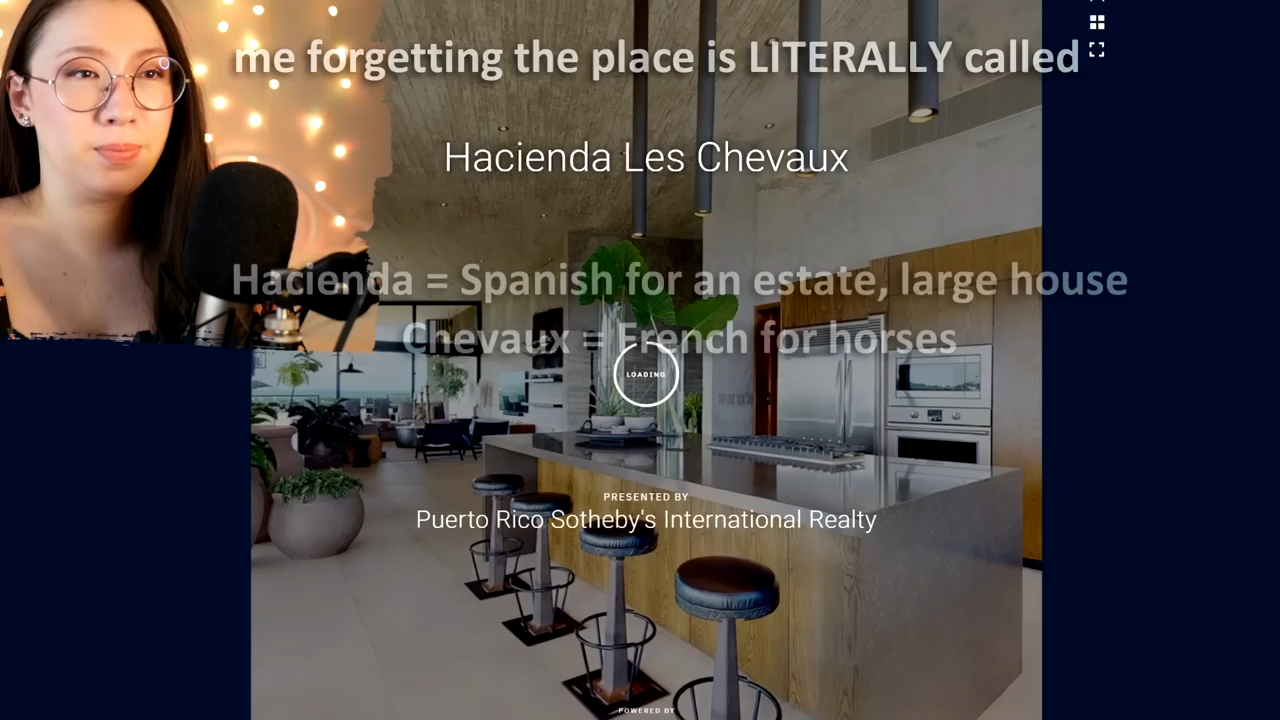 me forgetting the place is LITERALLY called
Hacienda Les Chevaux
Hacienda = Spanish for an estate, large house
Chevaux = French for horses
LOADING
PRESENTED BY
Puerto Rico Sotheby's International Realty
POWERED BY